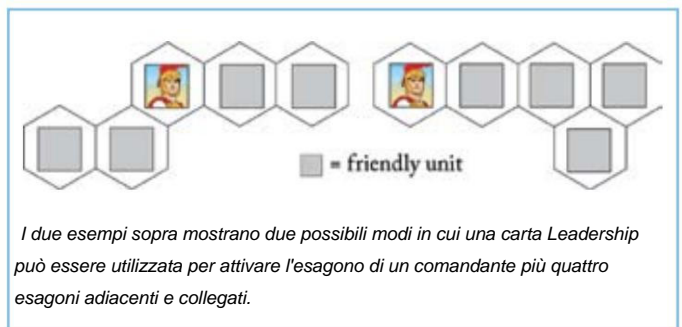 = friendly unit
I due esempi sopra mostrano due possibili modi in cui una carta Leadership
può essere utilizzata per attivare l'esagono di un comandante più quattro
esagoni adiacenti e collegati.